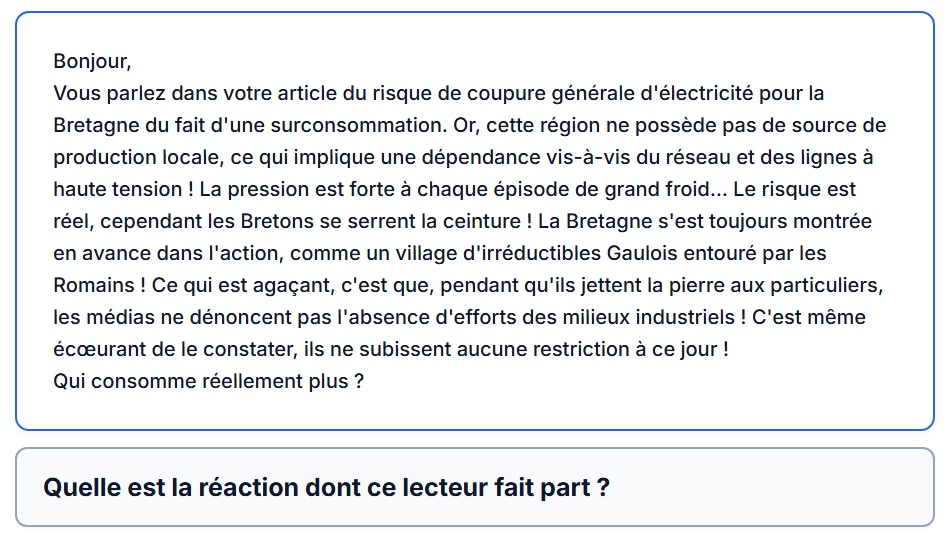 Bonjour,
Vous parlez dans votre article du risque de coupure générale d'électricité pour la
Bretagne du fait d'une surconsommation. Or, cette région ne possède pas de source de
production locale, ce qui implique une dépendance vis-à-vis du réseau et des lignes à
haute tension ! La pression est forte à chaque épisode de grand froid... Le risque est
réel, cependant les Bretons se serrent la ceinture ! La Bretagne s'est toujours montrée
en avance dans l'action, comme un village d'irréductibles Gaulois entouré par les
Romains ! Ce qui est agaçant, c'est que, pendant qu'ils jettent la pierre aux particuliers,
les médias ne dénoncent pas l'absence d'efforts des milieux industriels ! C'est même
écœurant de le constater, ils ne subissent aucune restriction à ce jour !
Qui consomme réellement plus ?
Quelle est la réaction dont ce lecteur fait part ?